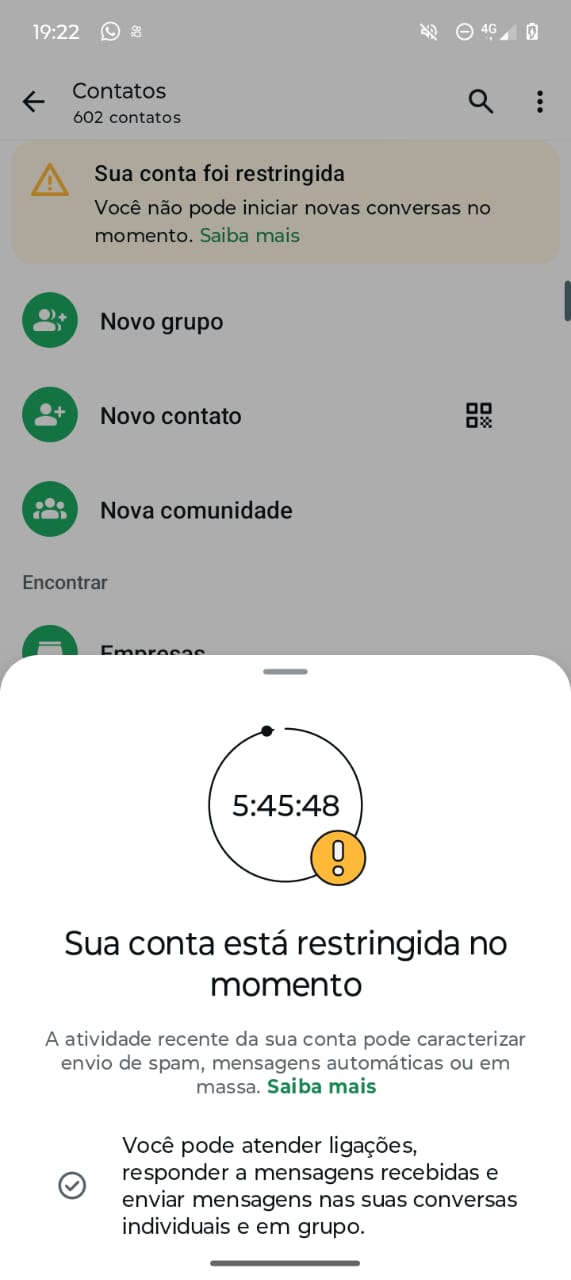 19:22
4G
Contatos
602 contatos
Sua conta foi restringida
Você não pode iniciar novas conversas no
momento. Saiba mais
Novo grupo
Novo contato
Nova comunidade
Encontrar
Empresas
5:45:48
Sua conta está restringida no
momento
A atividade recente da sua conta pode caracterizar
envio de spam, mensagens automáticas ou em
massa. Saiba mais
Você pode atender ligações,
responder a mensagens recebidas e
enviar mensagens nas suas conversas
individuais e em grupo.